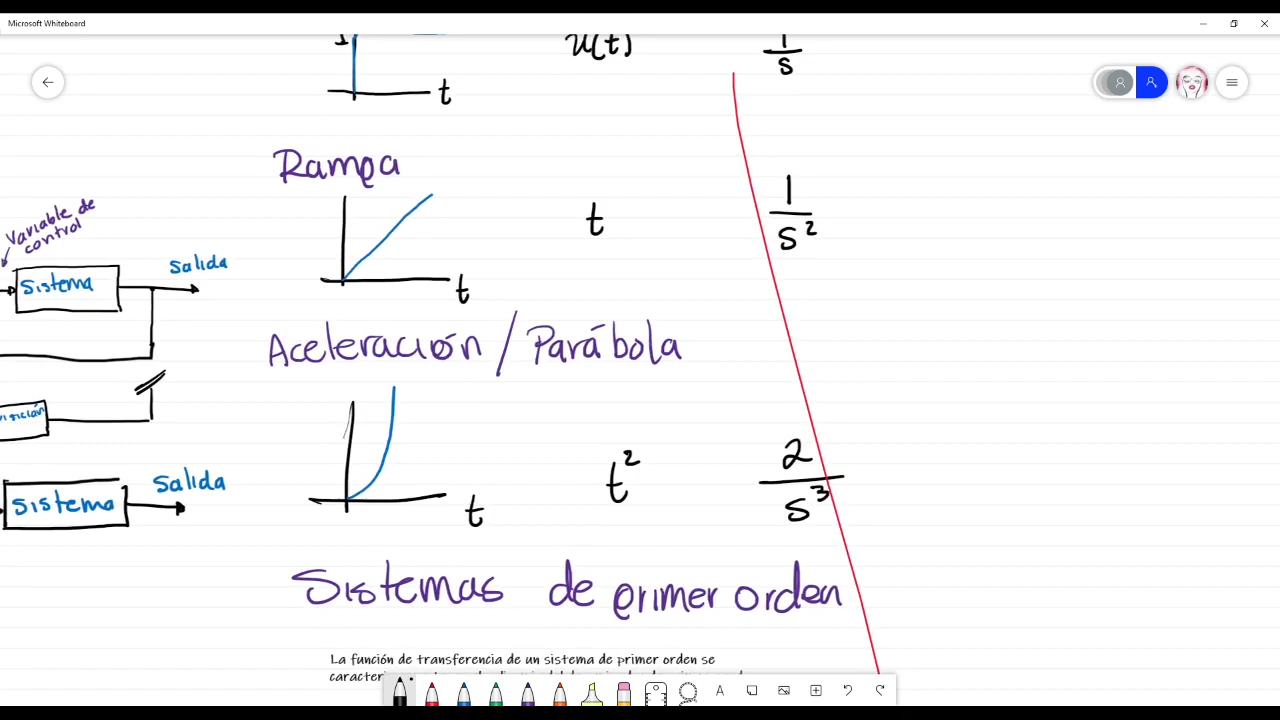 Microsoft Whiteboard
1
t
u(t)
1
s
Rampa
t
t
1
s²
Variable de
control
Sistema
salida
Aceleración / Parábola
t
t²
2
s³
Sistema
salida
Sistemas de primer orden
La función de transferencia de un sistema de primer orden se
A